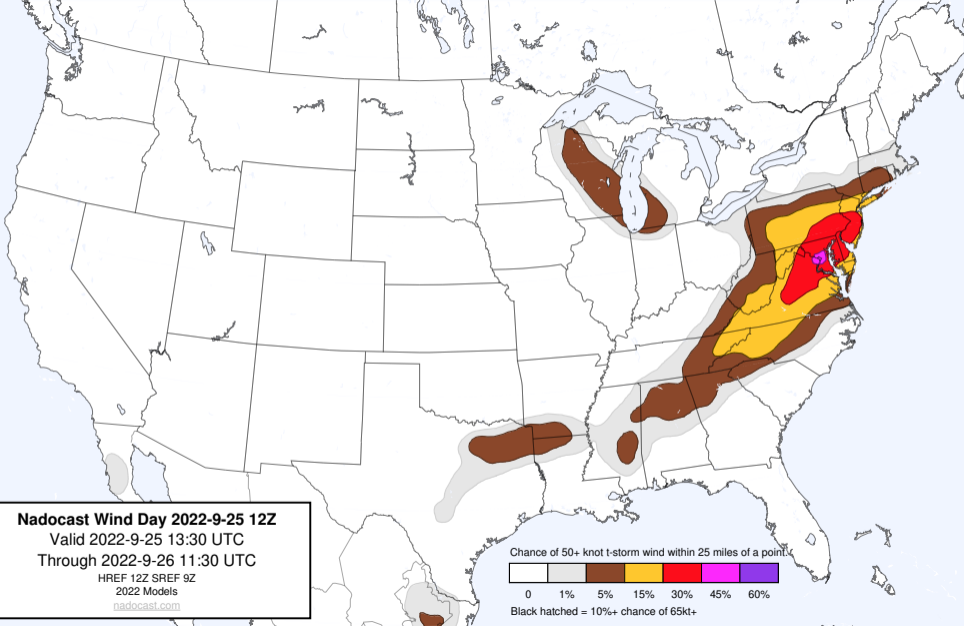 Nadocast Wind Day 2022-9-25 12Z
Valid 2022-9-25 13:30 UTC
Through 2022-9-26 11:30 UTC
HREF 12Z SREF 9Z
2022 Models
nadocast.com
Chance of 50+ knot t-storm wind within 25 miles of a point.
0 1% 5% 15% 30% 45% 60%
Black hatched = 10%+ chance of 65kt+